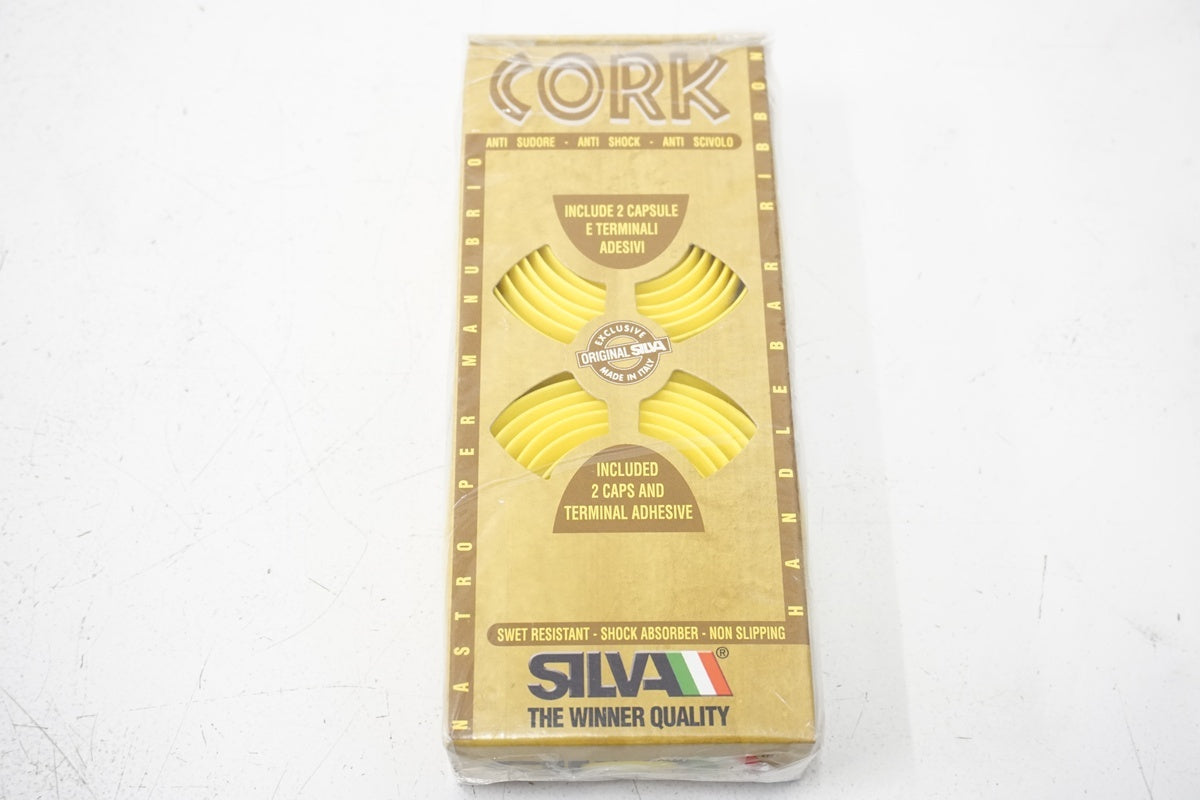 CORK
ANTI SUDORE - ANTI SHOCK - ANTI SCIVOLO
NASTRO PER MANUBRIO
HANDLEBAR RIBBON
INCLUDE 2 CAPSULE
E TERMINALI
ADESIVI
EXCLUSIVE
ORIGINAL SILVA
MADE IN ITALY
INCLUDED
2 CAPS AND
TERMINAL ADHESIVE
SWET RESISTANT - SHOCK ABSORBER - NON SLIPPING
SILVA®
THE WINNER QUALITY